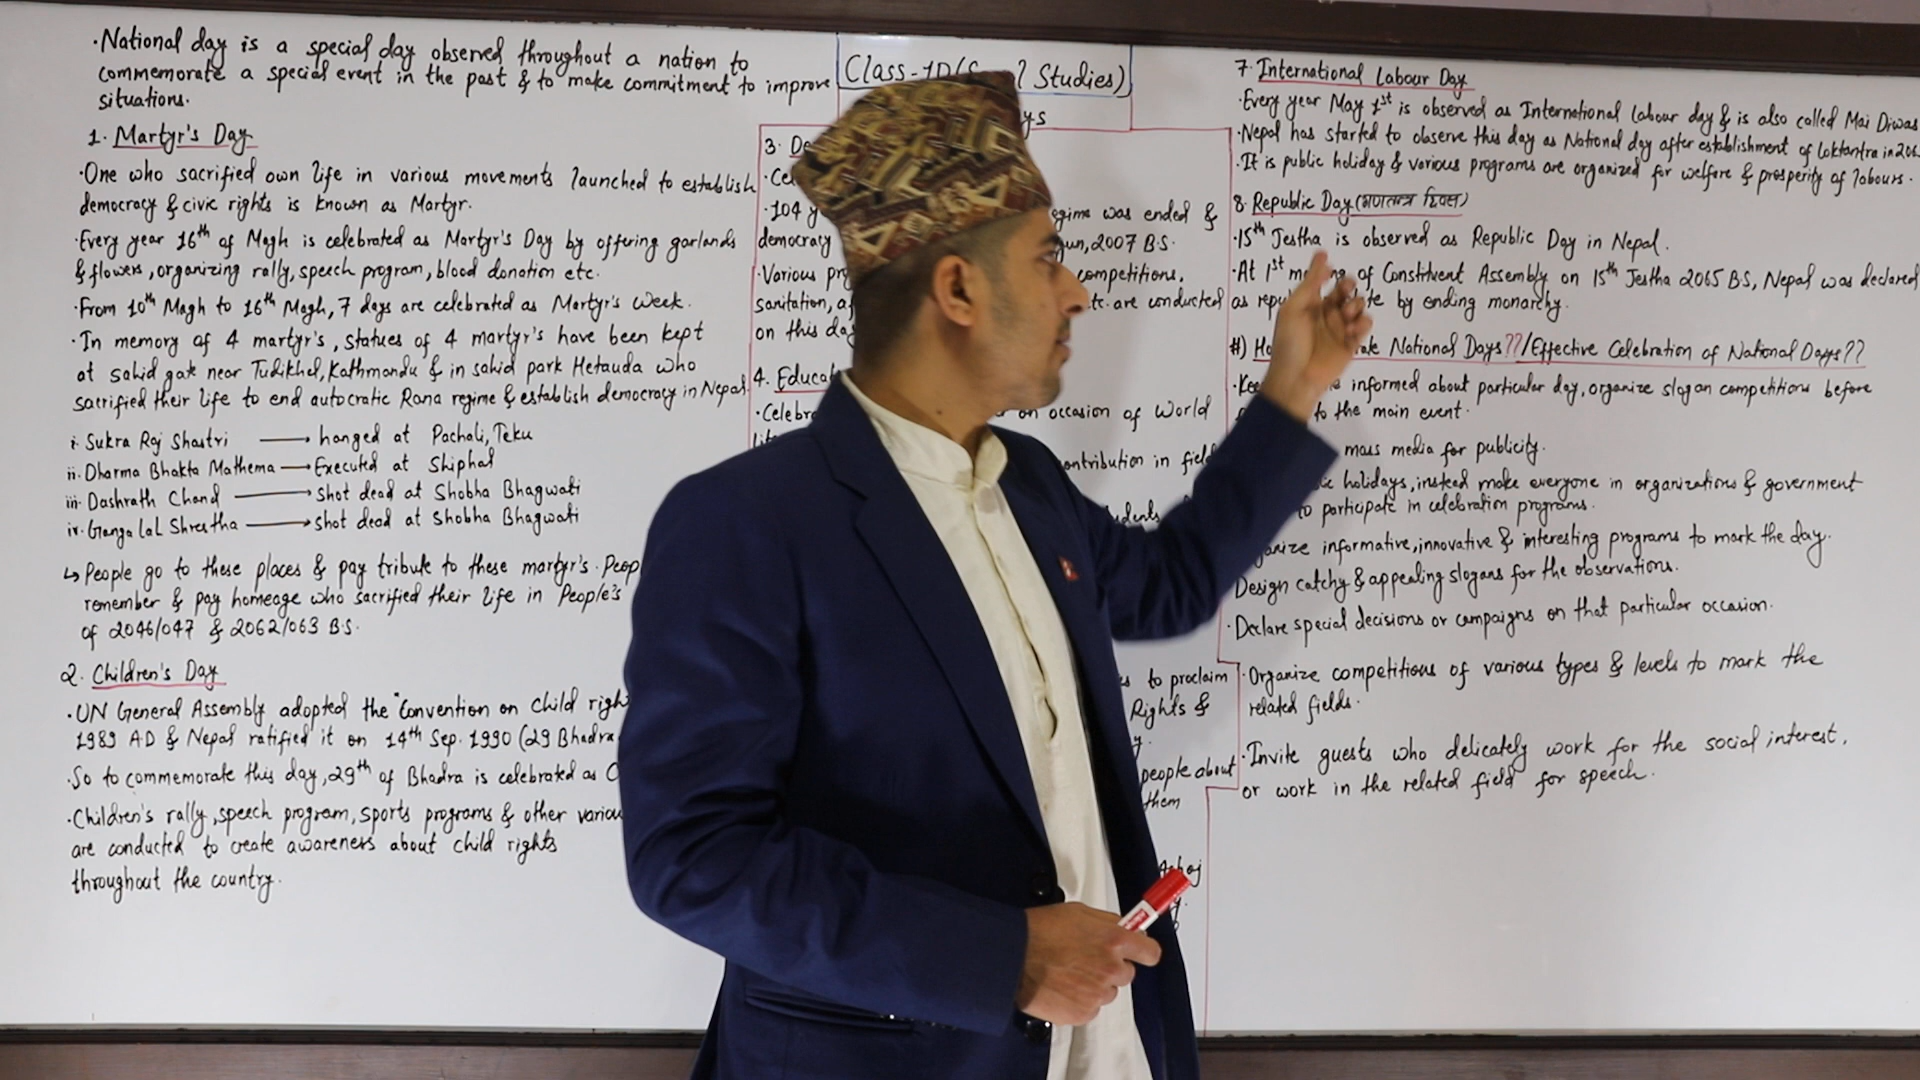 ·National day is a special day observed throughout a nation to
commemorate a special event in the past & to make commitment to improve
situations.
1. Martyr's Day
·One who sacrified own life in various movements launched to establish
democracy & civic rights is known as Martyr.
·Every year 16th of Magh is celebrated as Martyr's Day by offering garlands
& flowers, organizing rally, speech program, blood donation etc.
·From 10th Magh to 16th Magh, 7 days are celebrated as Martyr's Week.
·In memory of 4 martyr's, statues of 4 martyr's have been kept
at sahid gate near Tudikhel, Kathmandu & in sahid park Hetauda who
sacrified their life to end autocratic Rana regime & establish democracy in Nepal.
i. Sukra Raj Shastri → hanged at Pachali, Teku
ii. Dharma Bhakta Mathema → Executed at Shiphal
iii. Dashrath Chand → Shot dead at Shobha Bhagwati
iv. Ganga Lal Shrestha → shot dead at Shobha Bhagwati
↳ People go to these places & pay tribute to these martyr's.
remember & pay homeage who sacrified their life in People's
of 2046/047 & 2062/063 B.S.
2. Children's Day
·UN General Assembly adopted the "Convention on Child
1989 AD & Nepal ratified it on 14th Sep. 1990 (29 Bhadra
·So to commemorate this day, 29th of Bhadra is celebrated as
·Children's rally, speech program, sports programs & other
are conducted to create awareness about child rights
throughout the country.
Class-10 Studies)
3.
·104
regime was ended &
democracy
2007 B.S.
·Various
competitions,
sanitation,
are conducted
on this day
4.
on occasion of World
contribution in
to proclaim
Rights &
people about
them
7. International Labour Day
·Every year May 1st is observed as International labour day & is also called Mai Diwas
·Nepal has started to observe this day as National day after establishment of loktantra in
·It is public holiday & various programs are organized for welfare & prosperity of labours.
8. Republic Day (गणतन्त्र दिवस)
·15th Jestha is observed as Republic Day in Nepal.
·At 1st of Constituent Assembly on 15th Jestha 2065 B.S, Nepal was declared
as by ending monarchy.
#) National Days??/Effective Celebration of National Days??
informed about particular day, organize slogan competitions before
to the main event.
mass media for publicity.
holidays, instead make everyone in organizations & government
to participate in celebration programs.
informative, innovative & interesting programs to mark the day.
Design catchy & appealing slogans for the observations.
·Declare special decisions or campaigns on that particular occasion.
·Organize competitions of various types & levels to mark the
related fields.
·Invite guests who delicately work for the social interest,
or work in the related field for speech.